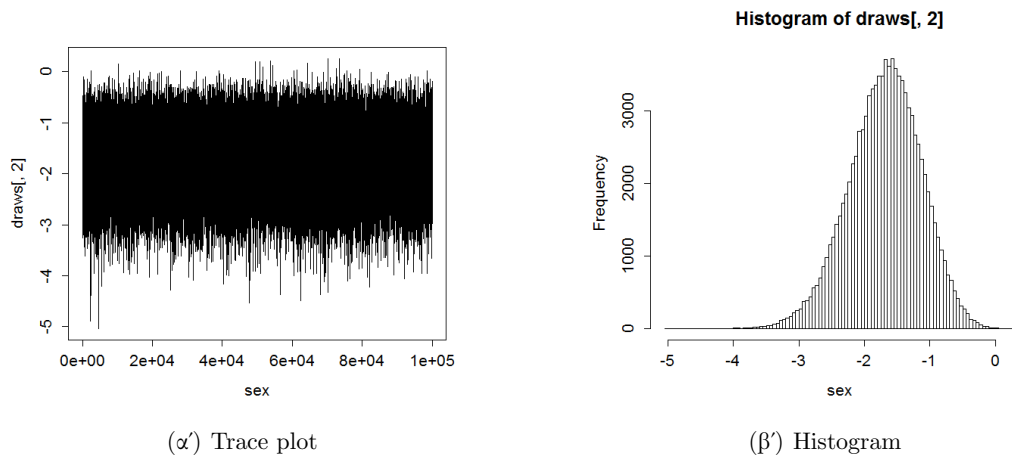 Histogram of draws[, 2]
draws[, 2]
0
-1
-2
-3
-4
-5
0e+00 2e+04 4e+04 6e+04 8e+04 1e+05
sex
(α′) Trace plot
Frequency
3000
2000
1000
0
-5 -4 -3 -2 -1 0
sex
(β′) Histogram